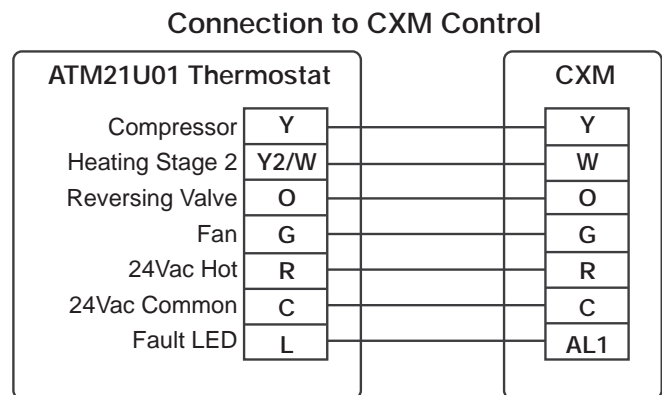 Connection to CXM Control
ATM21U01 Thermostat CXM
Compressor Y Y
Heating Stage 2 Y2/W W
Reversing Valve O O
Fan G G
24Vac Hot R R
24Vac Common C C
Fault LED L AL1